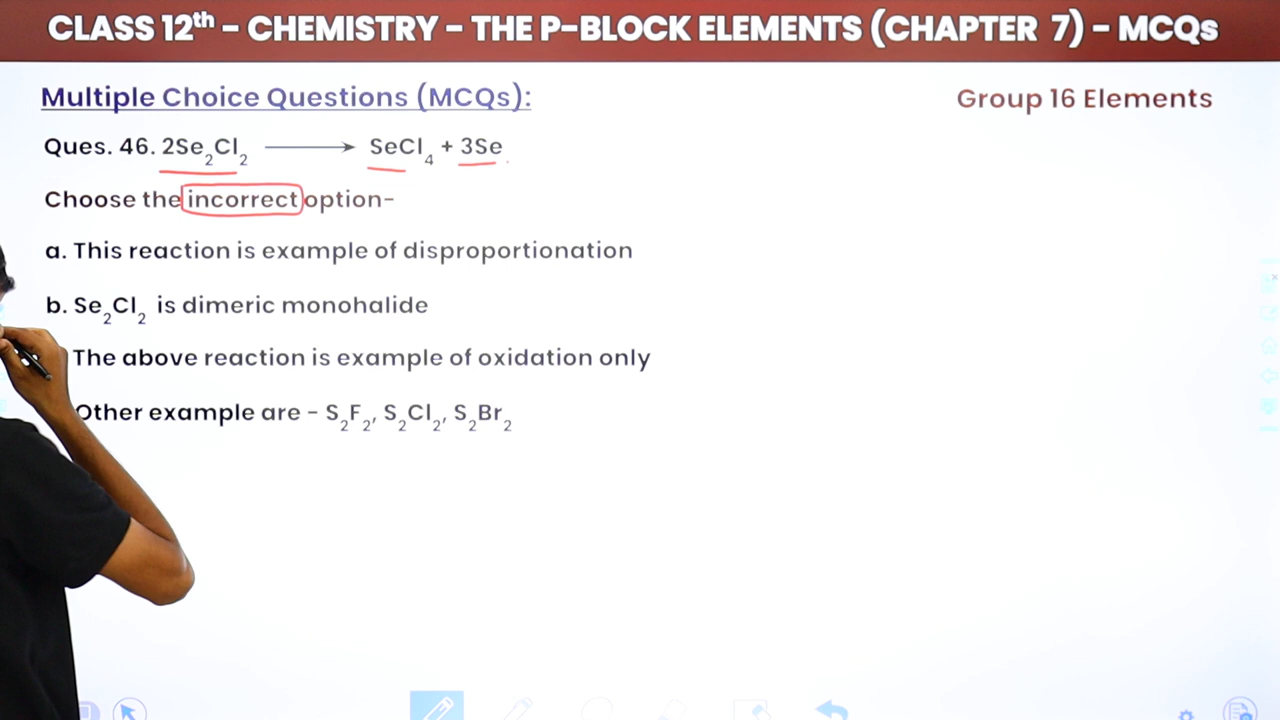 CLASS 12th - CHEMISTRY - THE P-BLOCK ELEMENTS (CHAPTER 7) - MCQs
Multiple Choice Questions (MCQs):
Group 16 Elements
Ques. 46. 2Se₂Cl₂ ⟶ SeCl₄ + 3Se
Choose the incorrect option-
a. This reaction is example of disproportionation
b. Se₂Cl₂ is dimeric monohalide
The above reaction is example of oxidation only
Other example are - S₂F₂, S₂Cl₂, S₂Br₂